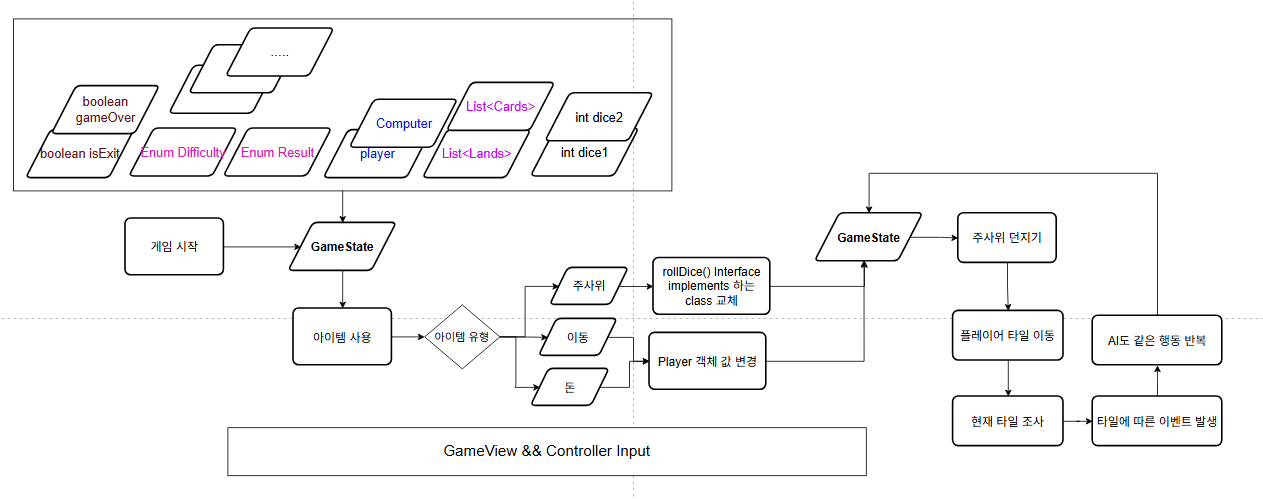 .....
boolean
gameOver
boolean isExit
Enum Difficulty
Enum Result
Computer
player
List<Cards>
List<Lands>
int dice2
int dice1
게임 시작
GameState
아이템 사용
아이템 유형
주사위
이동
돈
rollDice() Interface
implements 하는
class 교체
Player 객체 값 변경
GameState
주사위 던지기
플레이어 타일 이동
현재 타일 조사
타일에 따른 이벤트 발생
AI도 같은 행동 반복
GameView && Controller Input